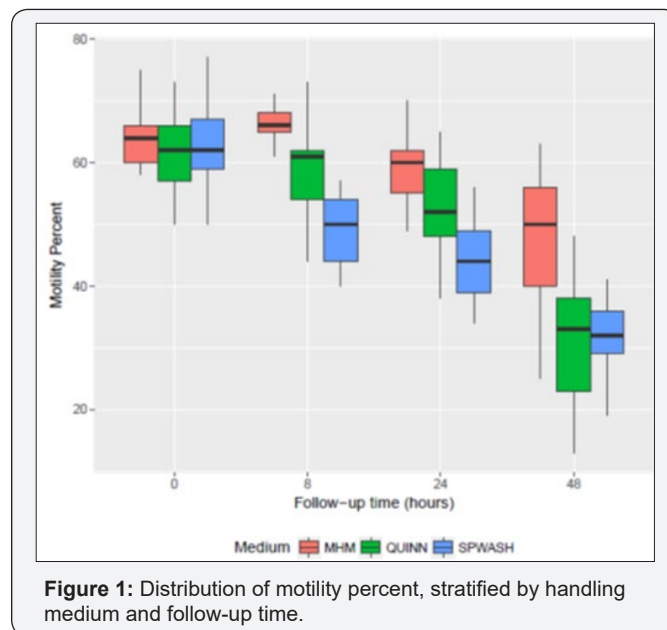 80
60
40
20
Motility Percent
0 8 24 48
Follow-up time (hours)
Medium MHM QUINN SPWASH
Figure 1: Distribution of motility percent, stratified by handling
medium and follow-up time.